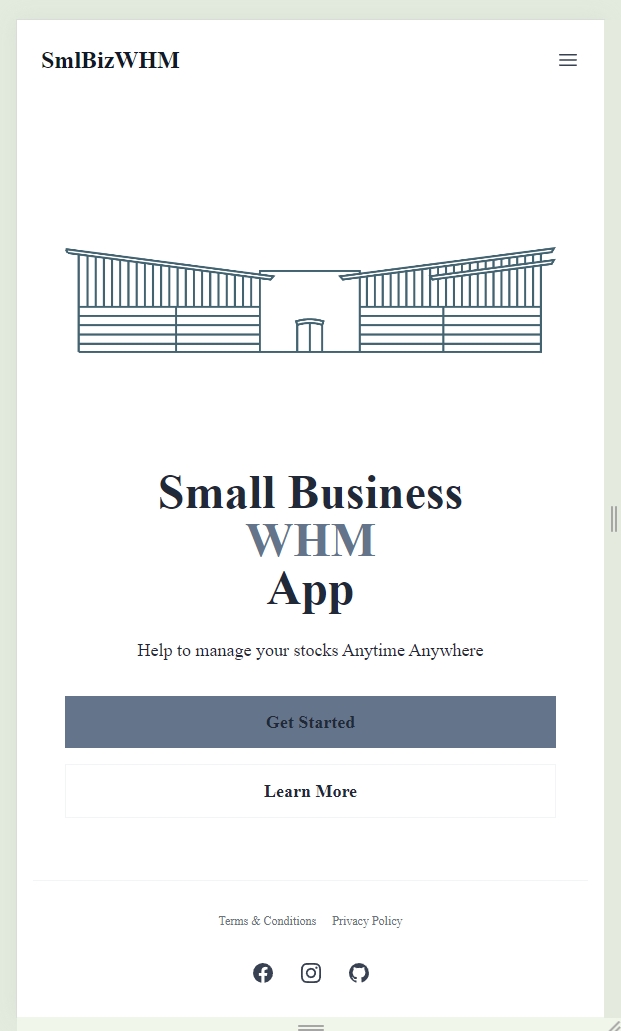 SmlBizWHM
Small Business
WHM
App
Help to manage your stocks Anytime Anywhere
Get Started
Learn More
Terms & Conditions Privacy Policy